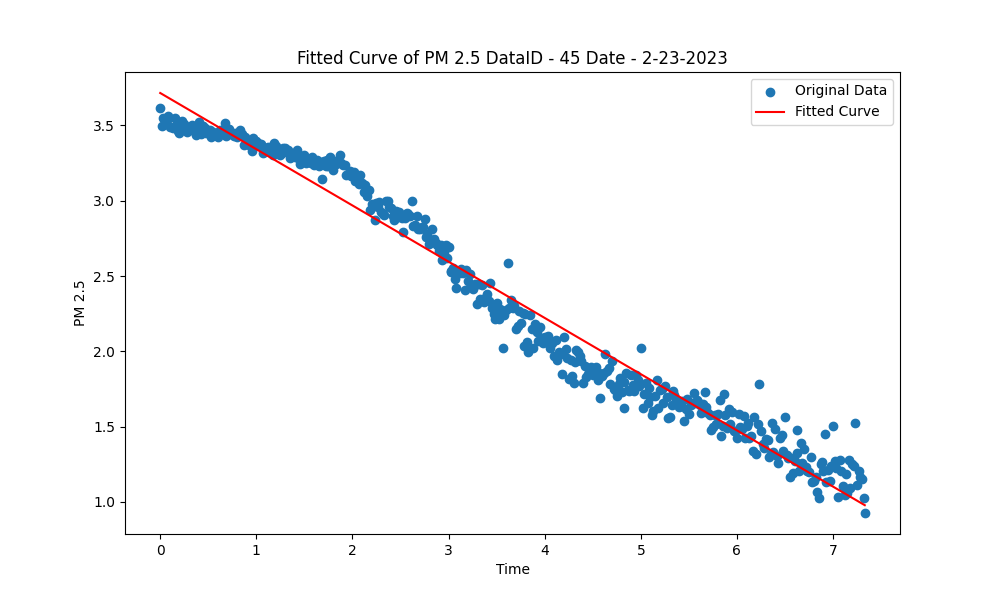 Fitted Curve of PM 2.5 DataID - 45 Date - 2-23-2023
Original Data
Fitted Curve
3.5
3.0
2.5
2.0
1.5
1.0
PM 2.5
0 1 2 3 4 5 6 7
Time